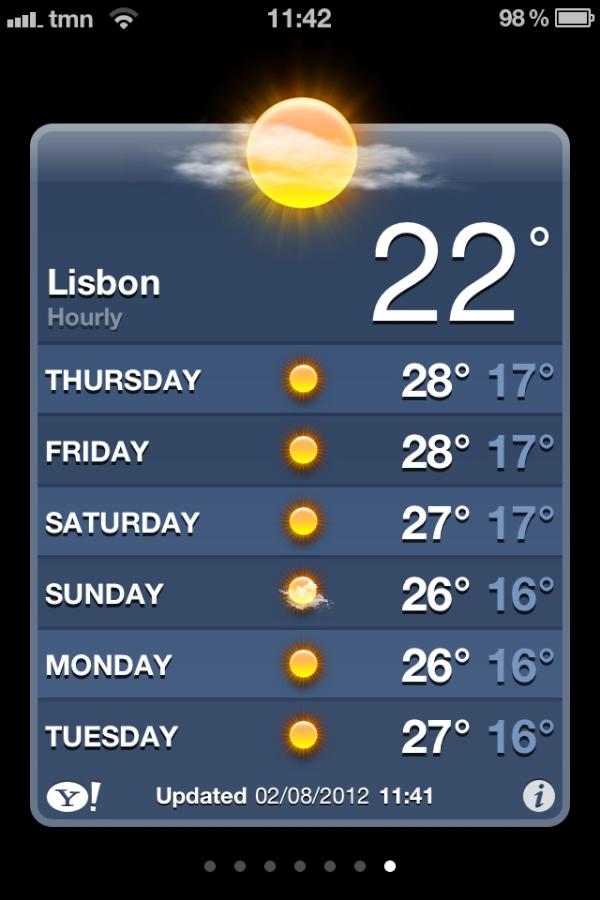 tmn 11:42 98 %
22°
Lisbon
Hourly
THURSDAY 28° 17°
FRIDAY 28° 17°
SATURDAY 27° 17°
SUNDAY 26° 16°
MONDAY 26° 16°
TUESDAY 27° 16°
Y! Updated 02/08/2012 11:41 i